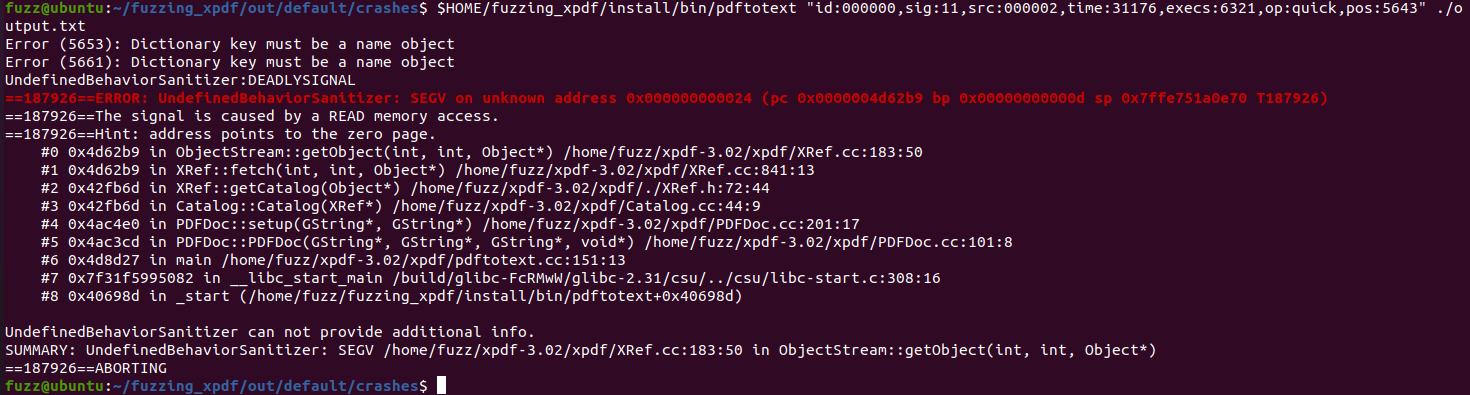 fuzz@ubuntu:~/fuzzing_xpdf/out/default/crashes$ $HOME/fuzzing_xpdf/install/bin/pdftotext "id:000000,sig:11,src:000002,time:31176,execs:6321,op:quick,pos:5643" ./o
utput.txt
Error (5653): Dictionary key must be a name object
Error (5661): Dictionary key must be a name object
UndefinedBehaviorSanitizer:DEADLYSIGNAL
==187926==ERROR: UndefinedBehaviorSanitizer: SEGV on unknown address 0x000000000024 (pc 0x0000004d62b9 bp 0x00000000000d sp 0x7ffe751a0e70 T187926)
==187926==The signal is caused by a READ memory access.
==187926==Hint: address points to the zero page.
    #0 0x4d62b9 in ObjectStream::getObject(int, int, Object*) /home/fuzz/xpdf-3.02/xpdf/XRef.cc:183:50
    #1 0x4d62b9 in XRef::fetch(int, int, Object*) /home/fuzz/xpdf-3.02/xpdf/XRef.cc:841:13
    #2 0x42fb6d in XRef::getCatalog(Object*) /home/fuzz/xpdf-3.02/xpdf/./XRef.h:72:44
    #3 0x42fb6d in Catalog::Catalog(XRef*) /home/fuzz/xpdf-3.02/xpdf/Catalog.cc:44:9
    #4 0x4ac4e0 in PDFDoc::setup(GString*, GString*) /home/fuzz/xpdf-3.02/xpdf/PDFDoc.cc:201:17
    #5 0x4ac3cd in PDFDoc::PDFDoc(GString*, GString*, GString*, void*) /home/fuzz/xpdf-3.02/xpdf/PDFDoc.cc:101:8
    #6 0x4d8d27 in main /home/fuzz/xpdf-3.02/xpdf/pdftotext.cc:151:13
    #7 0x7f31f5995082 in __libc_start_main /build/glibc-FcRMwW/glibc-2.31/csu/../csu/libc-start.c:308:16
    #8 0x40698d in _start (/home/fuzz/fuzzing_xpdf/install/bin/pdftotext+0x40698d)

UndefinedBehaviorSanitizer can not provide additional info.
SUMMARY: UndefinedBehaviorSanitizer: SEGV /home/fuzz/xpdf-3.02/xpdf/XRef.cc:183:50 in ObjectStream::getObject(int, int, Object*)
==187926==ABORTING
fuzz@ubuntu:~/fuzzing_xpdf/out/default/crashes$